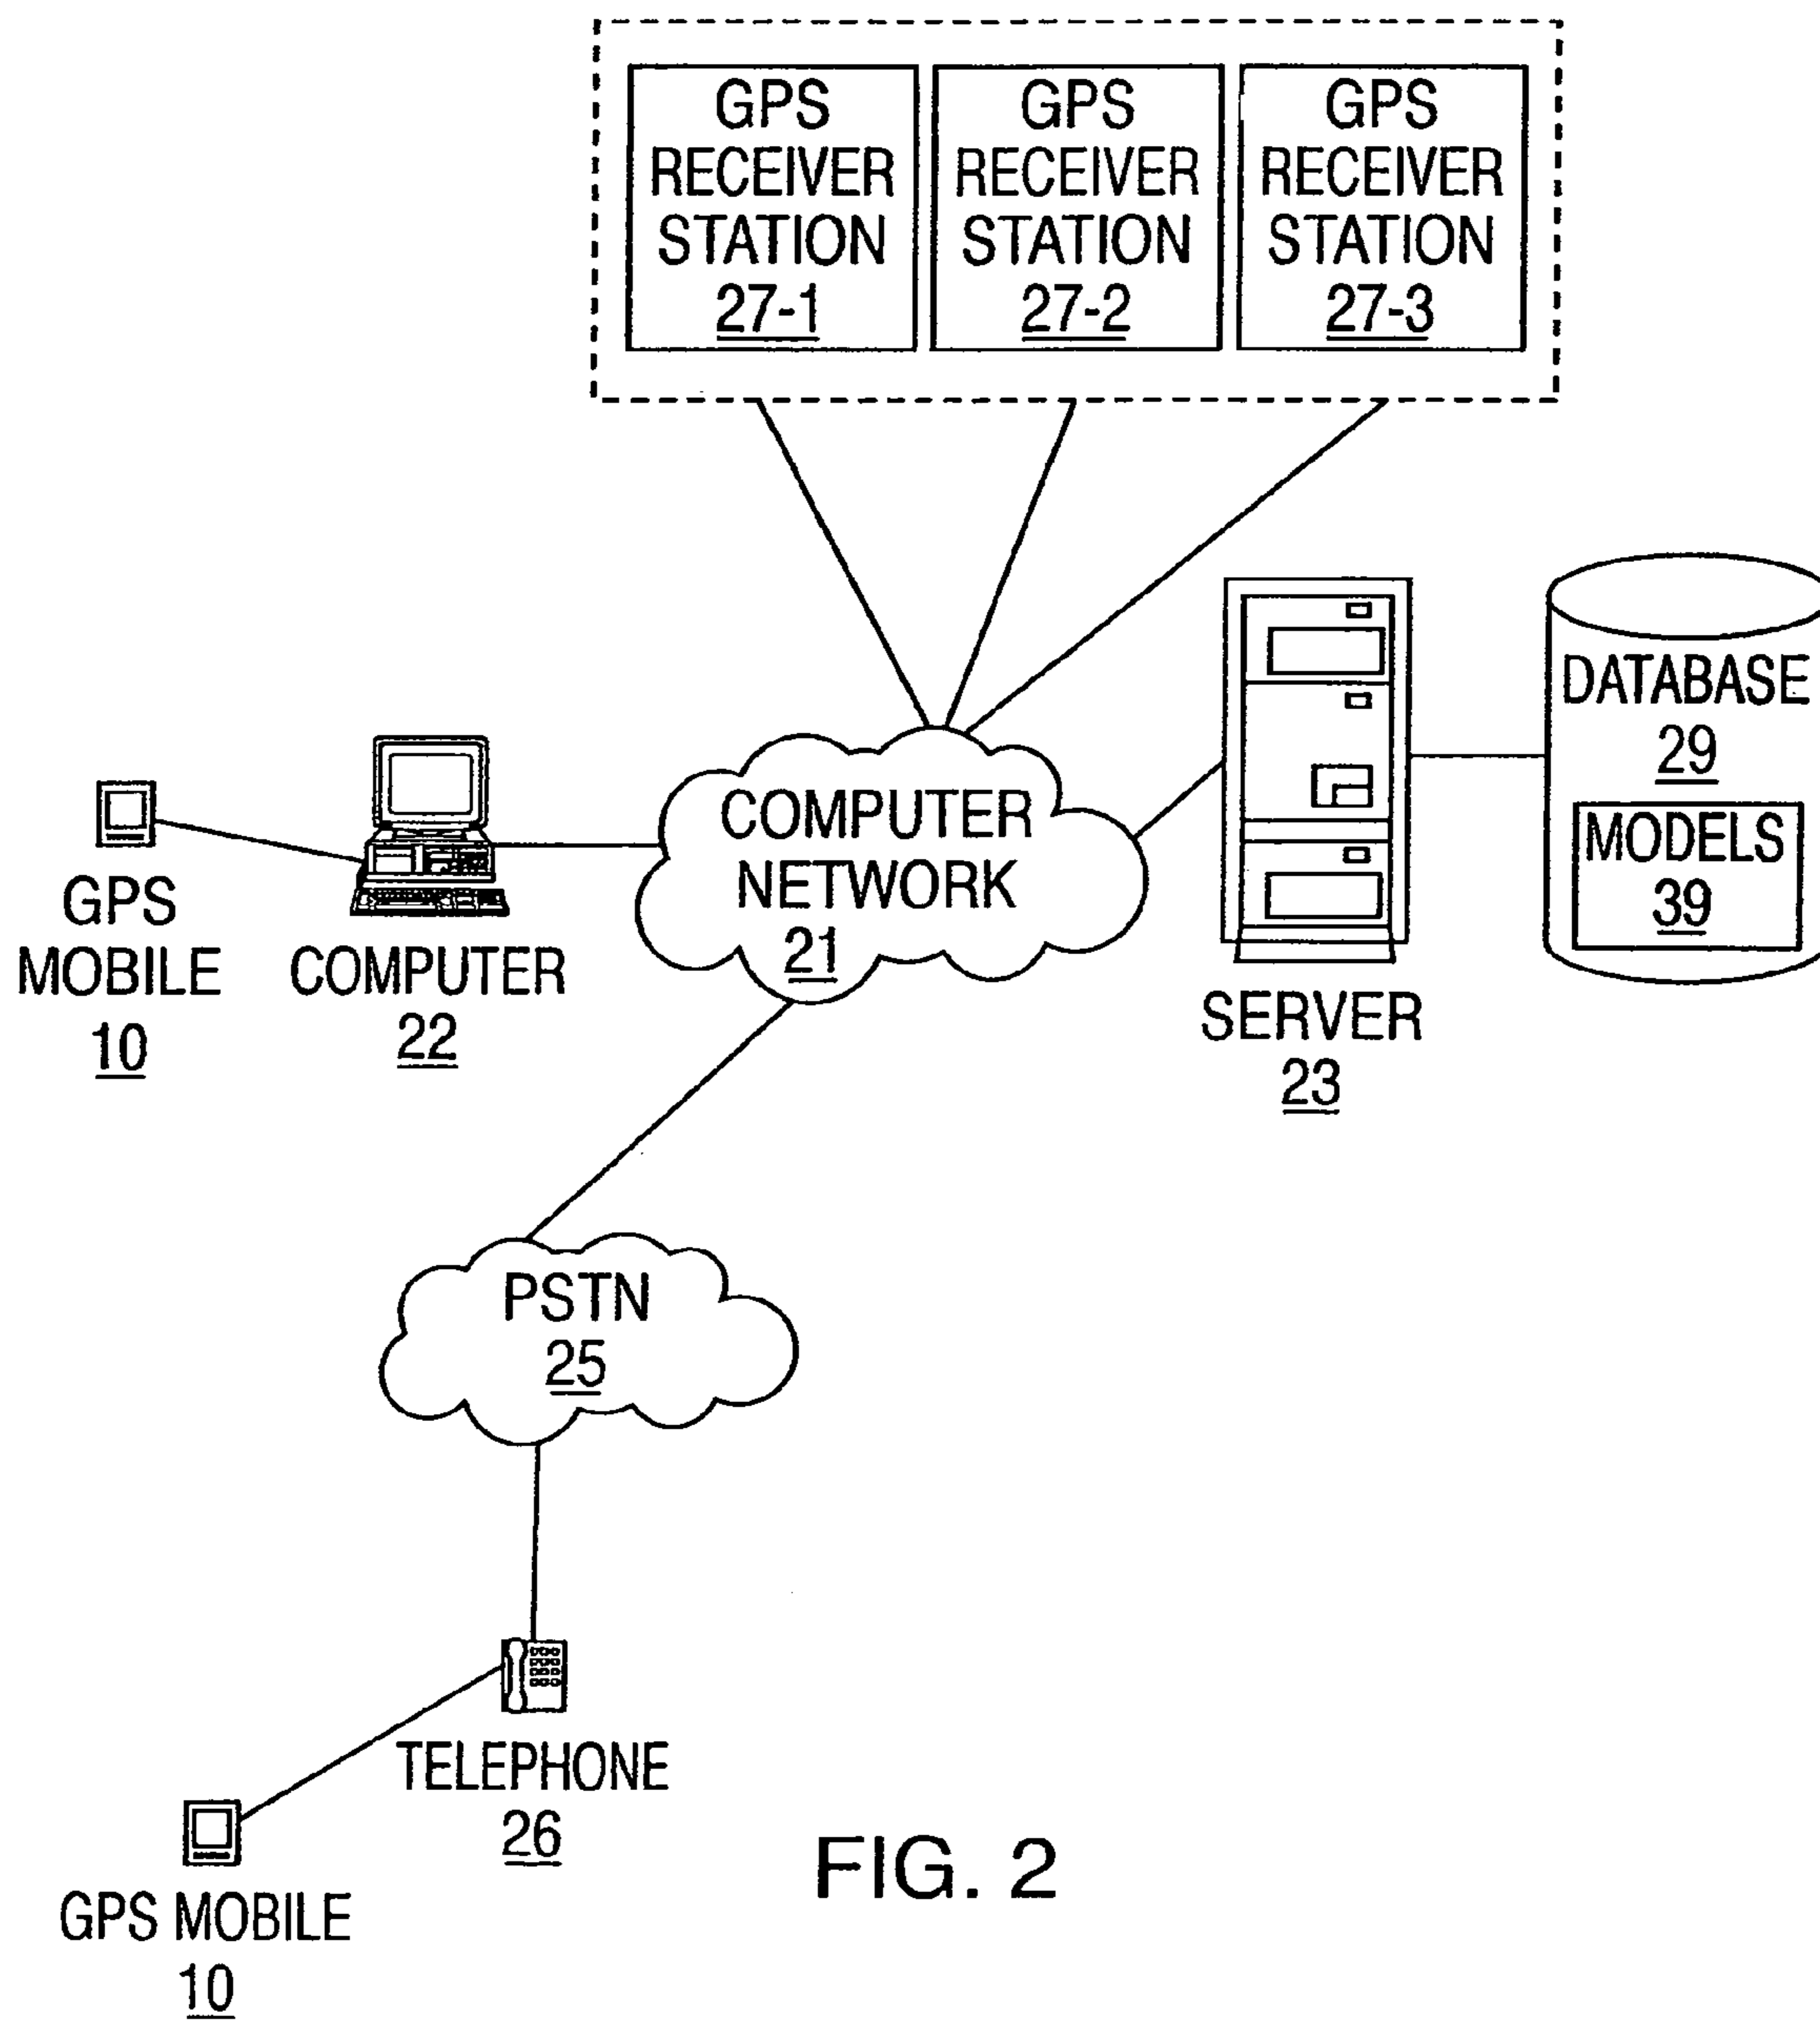 GPS
RECEIVER
STATION
27-1
GPS
RECEIVER
STATION
27-2
GPS
RECEIVER
STATION
27-3
DATABASE
29
MODELS
39
COMPUTER
NETWORK
21
GPS
MOBILE
10
COMPUTER
22
SERVER
23
PSTN
25
TELEPHONE
26
GPS MOBILE
10
FIG. 2